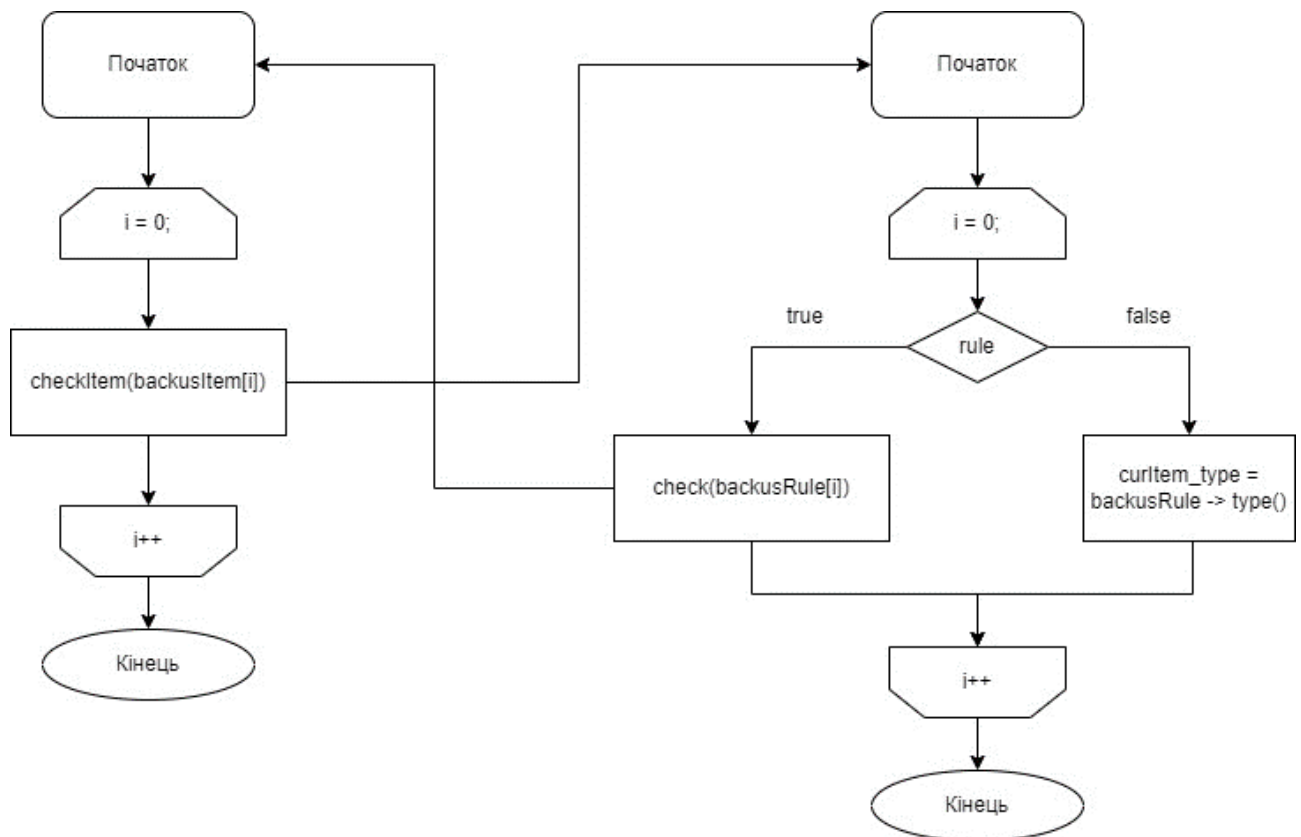 Початок
i = 0;
checkItem(backusItem[i])
i++
Кінець
Початок
i = 0;
true
false
rule
check(backusRule[i])
curItem_type =
backusRule -> type()
i++
Кінець